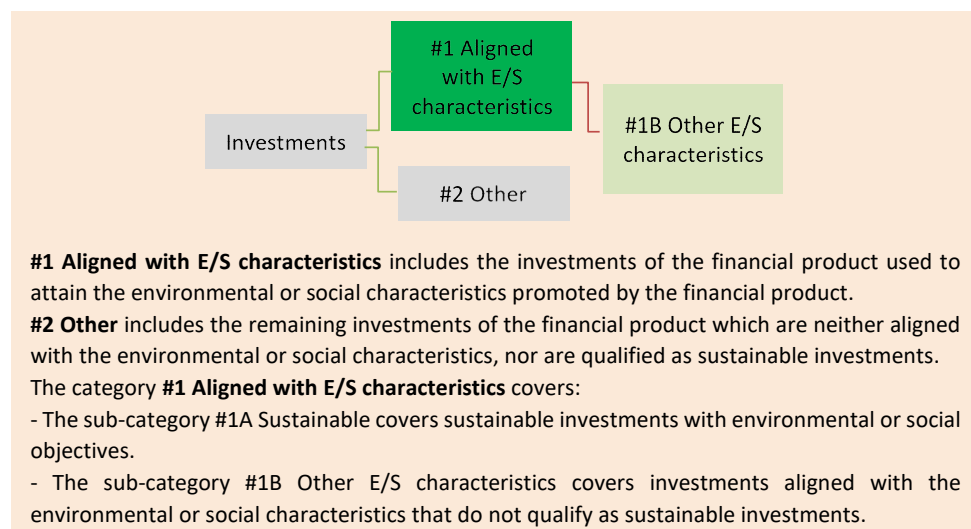 #1 Aligned
with E/S
characteristics
#1B Other E/S
characteristics
Investments
#2 Other
#1 Aligned with E/S characteristics includes the investments of the financial product used to
attain the environmental or social characteristics promoted by the financial product.
#2 Other includes the remaining investments of the financial product which are neither aligned
with the environmental or social characteristics, nor are qualified as sustainable investments.
The category #1 Aligned with E/S characteristics covers:
- The sub-category #1A Sustainable covers sustainable investments with environmental or social
objectives.
- The sub-category #1B Other E/S characteristics covers investments aligned with the
environmental or social characteristics that do not qualify as sustainable investments.